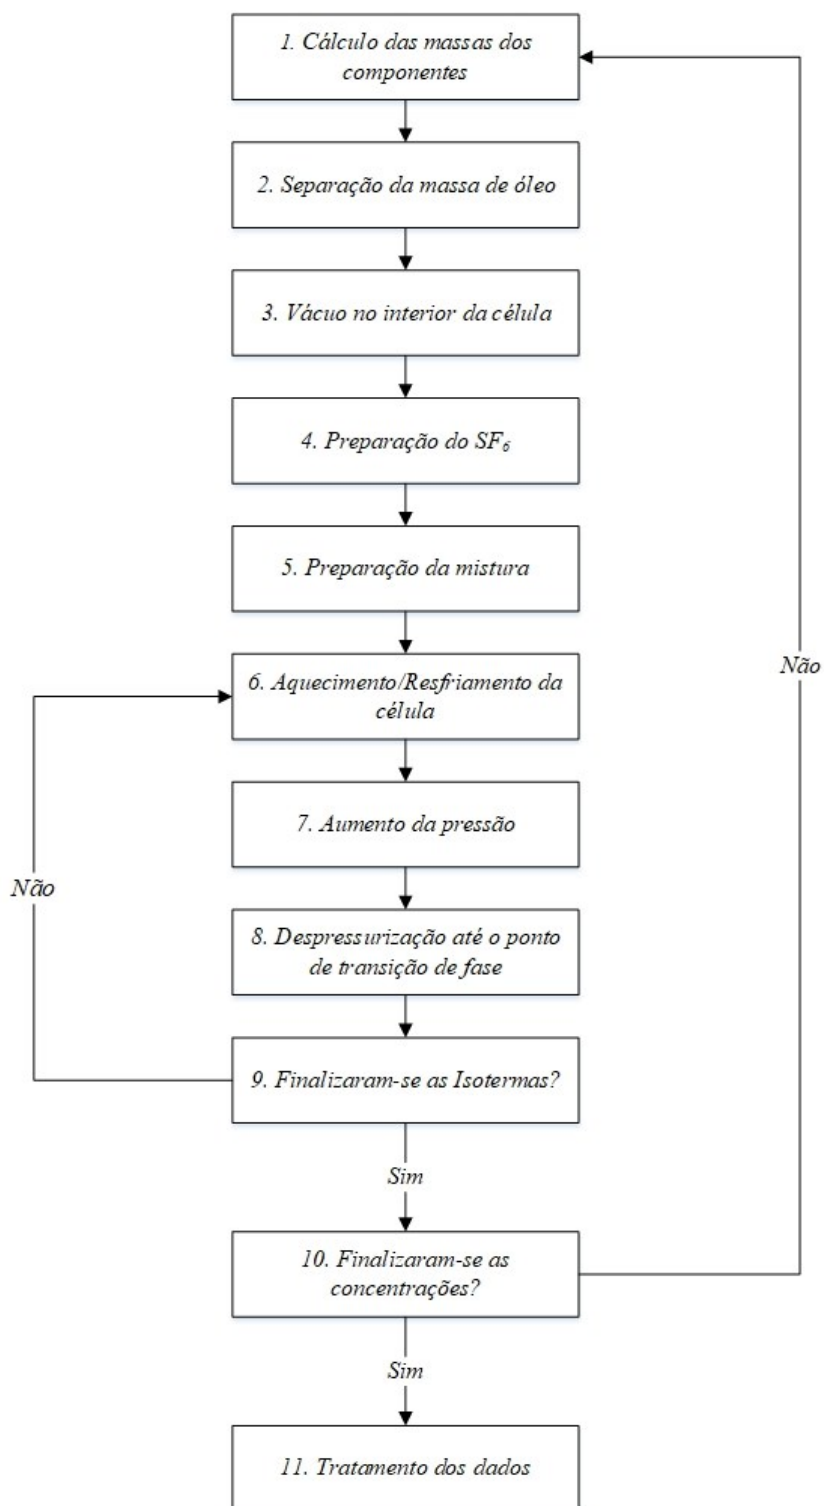 1. Cálculo das massas dos
componentes
2. Separação da massa de óleo
3. Vácuo no interior da célula
4. Preparação do SF₆
5. Preparação da mistura
Não
6. Aquecimento/Resfriamento da
célula
7. Aumento da pressão
Não
8. Despressurização até o ponto
de transição de fase
9. Finalizaram-se as Isotermas?
Sim
10. Finalizaram-se as
concentrações?
Sim
11. Tratamento dos dados